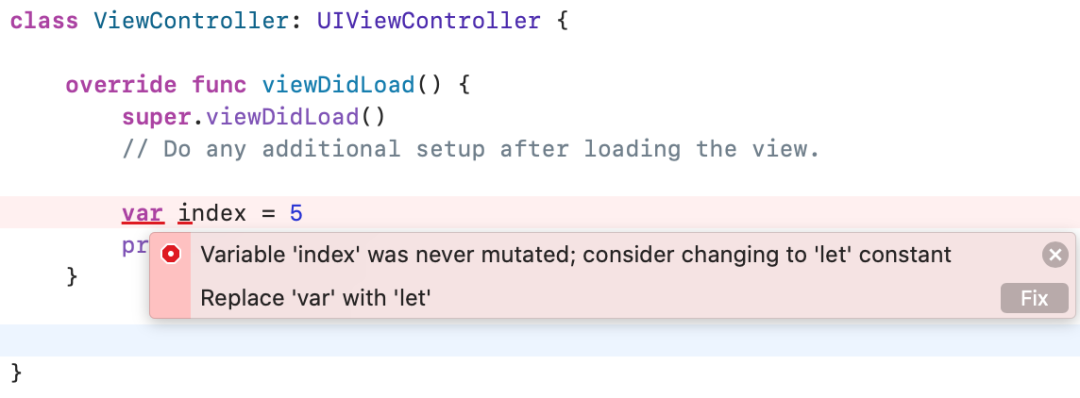 class ViewController: UIViewController {
override func viewDidLoad() {
super.viewDidLoad()
// Do any additional setup after loading the view.
var index = 5
pr
Variable 'index' was never mutated; consider changing to 'let' constant
Replace 'var' with 'let'
Fix
}
}